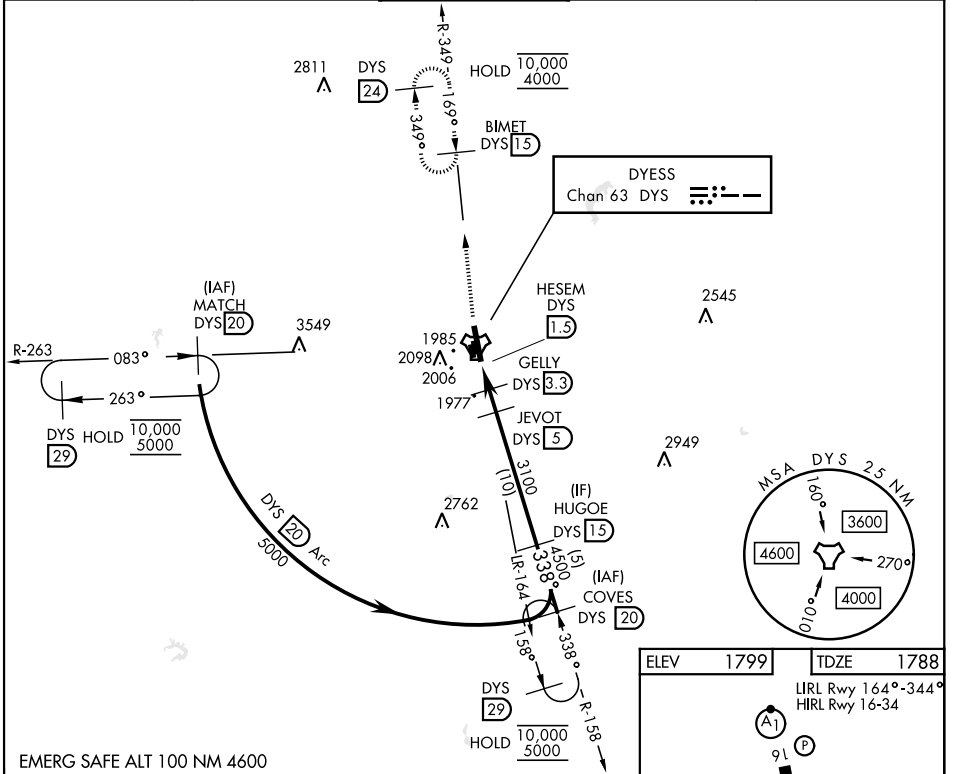 R-349
2811
DYS
24
HOLD 10,000
4000
169°
349°
BIMET
DYS 15
DYESS
Chan 63 DYS
(IAF)
MATCH
DYS 20
3549
R-263
083°
263°
DYS
29
HOLD 10,000
5000
HESEM
DYS
1.5
2545
1985
2098
2006
1977
GELLY
DYS 3.3
JEVOT
DYS 5
2949
3100
(10)
2762
(IF)
HUGOE
DYS 15
MSA DYS 25 NM
160°
3600
4600
270°
4000
010°
DYS 20 Arc
5000
LR-164
338°
4500
(5)
(IAF)
COVES
DYS 20
158°
338°
R-158
DYS
29
HOLD 10,000
5000
ELEV 1799
TDZE 1788
LIRL Rwy 164°-344°
HIRL Rwy 16-34
A1
P
16
EMERG SAFE ALT 100 NM 4600